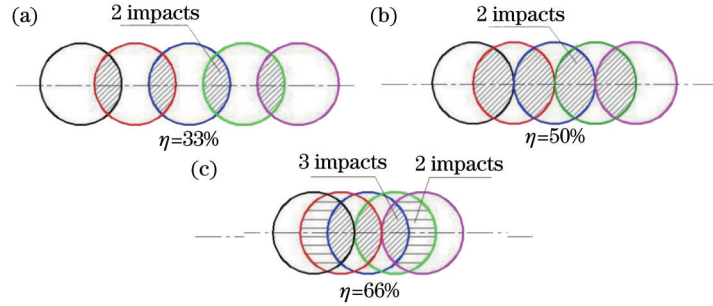 (a)
2 impacts
η=33%
(b)
2 impacts
η=50%
(c)
3 impacts
2 impacts
η=66%